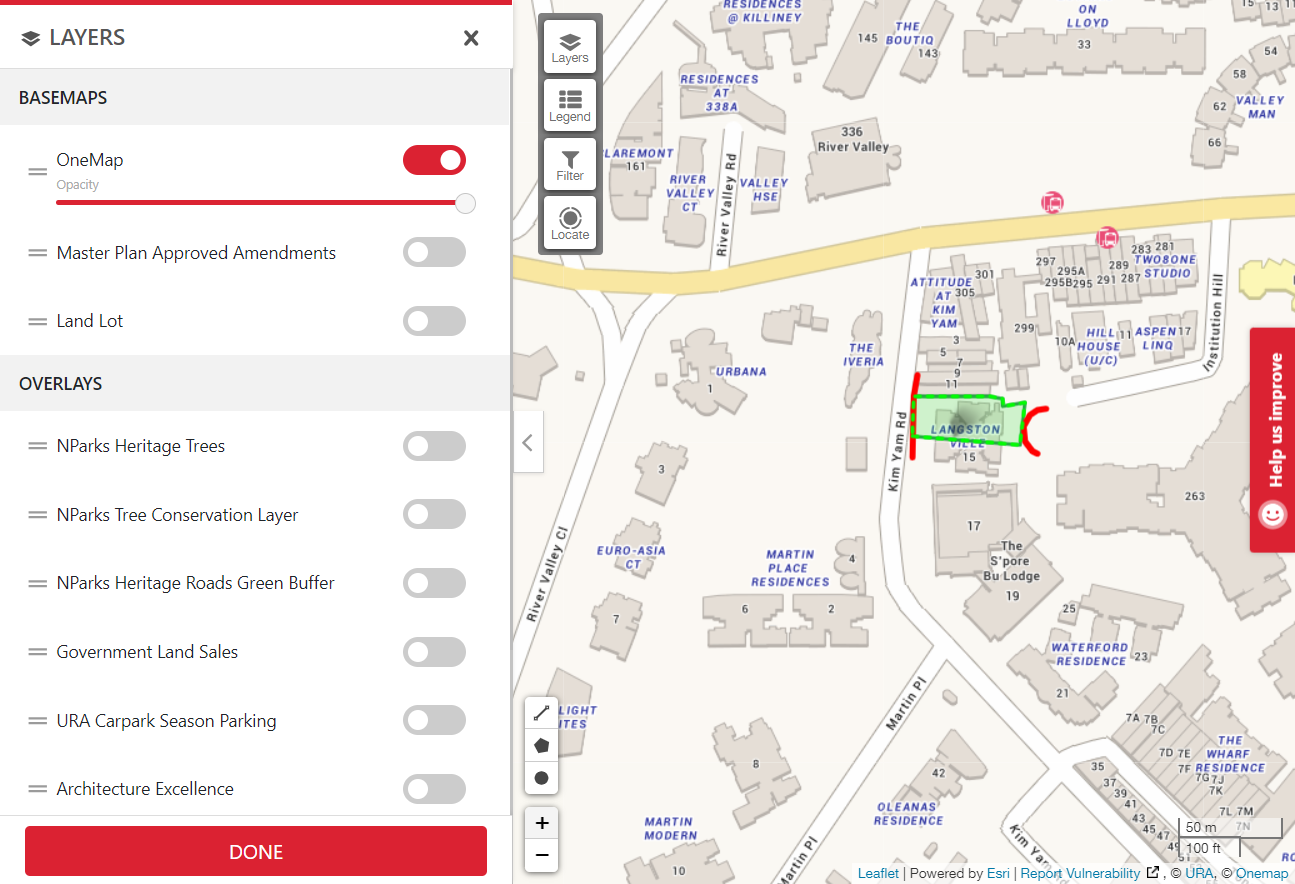 LAYERS
BASEMAPS
OneMap
Opacity
Master Plan Approved Amendments
Land Lot
OVERLAYS
NParks Heritage Trees
NParks Tree Conservation Layer
NParks Heritage Roads Green Buffer
Government Land Sales
URA Carpark Season Parking
Architecture Excellence
DONE
Layers
Legend
Filter
Locate
RESIDENCES
@ KILLINEY
145
THE
BOUTIQ
143
ON
LLOYD
33
15
13
54
58
62
VALLEY
MAN
66
RESIDENCES
AT
338A
336
River Valley
LAREMONT
161
RIVER
VALLEY
CT
VALLEY
HSE
River Valley Rd
297
295A
295B
295
291
289
287
283
281
TWO8ONE
STUDIO
ATTITUDE
AT
KIM
YAM
301
305
299
3
5
7
9
11
10A
HILL
HOUSE
(U/C)
11
ASPEN
LINQ
17
Institution Hill
THE
IVERIA
URBANA
1
Kim Yam Rd
LANGSTON
VILLE
15
Help us improve
3
263
17
The
S'pore
Bu Lodge
19
EURO-ASIA
CT
River Valley Cl
MARTIN
PLACE
RESIDENCES
4
6
2
7
25
WATERFORD
RESIDENCE
23
21
LIGHT
ITES
Martin Pl
8
42
OLEANAS
RESIDENCE
7A
7B
7C
7D
7E
7F
7G
7J
7K
7L
7M
7N
THE
WHARF
RESIDENCE
35
37
39
41
43
45
47
49
51
MARTIN
MODERN
10
Martin Pl
Kim Yam
+
−
50 m
100 ft
Leaflet | Powered by Esri | Report Vulnerability , © URA, © Onemap